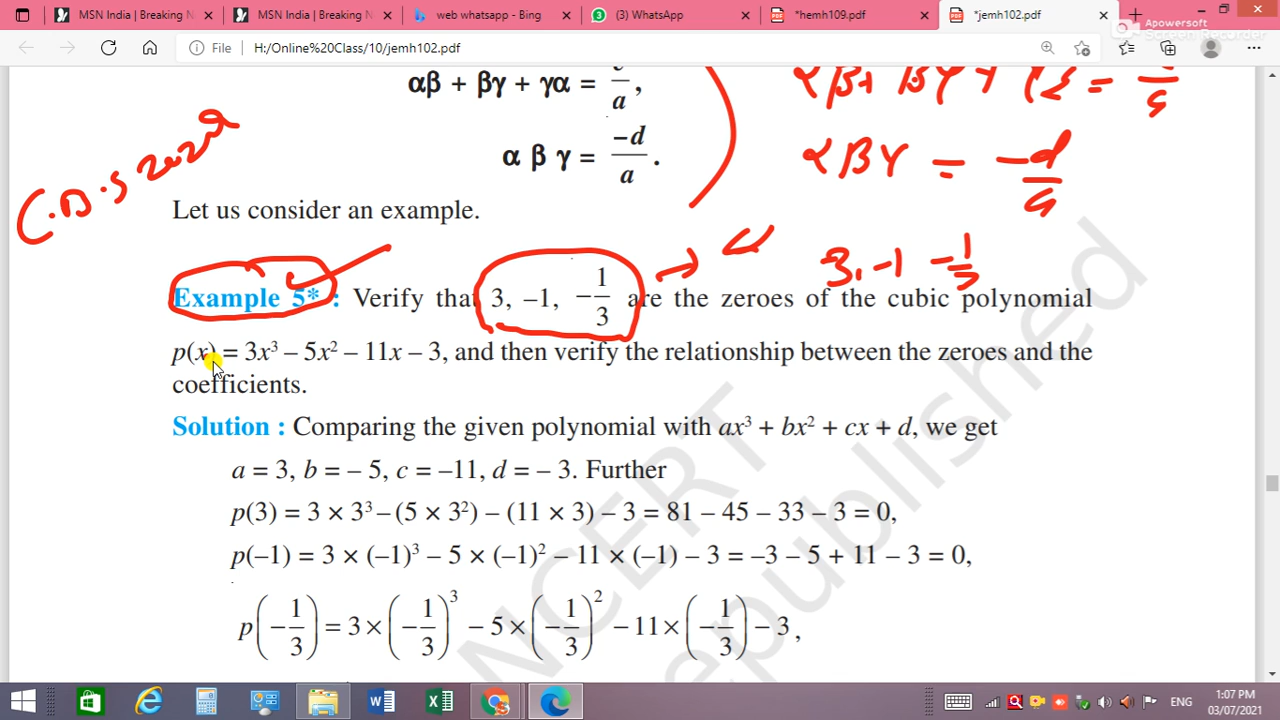 MSN India | Breaking N
MSN India | Breaking N
web whatsapp - Bing
(3) WhatsApp
*hemh109.pdf
*jemh102.pdf
Apowersoft
Screen Recorder
File H:/Online%20Class/10/jemh102.pdf
αβ + βγ + γα = c/a,
α β γ = –d/a.
αβγ = –d/a
Let us consider an example.
3, -1 -1/3
Example 5* : Verify that 3, –1, –1/3 are the zeroes of the cubic polynomial
p(x) = 3x³ – 5x² – 11x – 3, and then verify the relationship between the zeroes and the
coefficients.
Solution : Comparing the given polynomial with ax³ + bx² + cx + d, we get
a = 3, b = – 5, c = –11, d = – 3. Further
p(3) = 3 × 3³ – (5 × 3²) – (11 × 3) – 3 = 81 – 45 – 33 – 3 = 0,
p(–1) = 3 × (–1)³ – 5 × (–1)² – 11 × (–1) – 3 = –3 – 5 + 11 – 3 = 0,
p(–1/3) = 3 × (–1/3)³ – 5 × (–1/3)² – 11 × (–1/3) – 3,
NCERT
republished
ENG
1:07 PM
03/07/2021